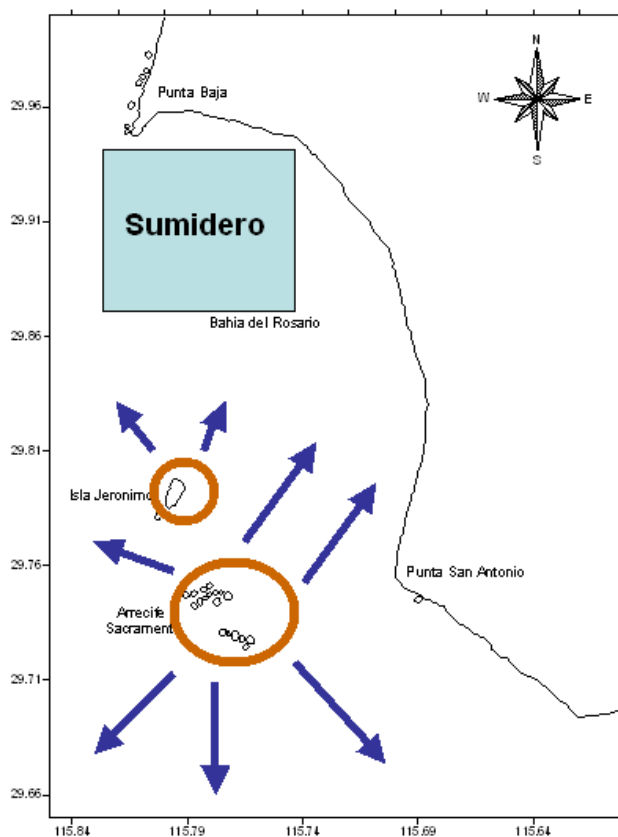 N
Punta Baja
W
E
S
29.96
29.91
Sumidero
Bahia del Rosario
29.86
29.81
Isla Jeronimo
29.76
Punta San Antonio
Arrecife
Sacrament
29.71
29.66
115.84
115.79
115.74
115.69
115.64